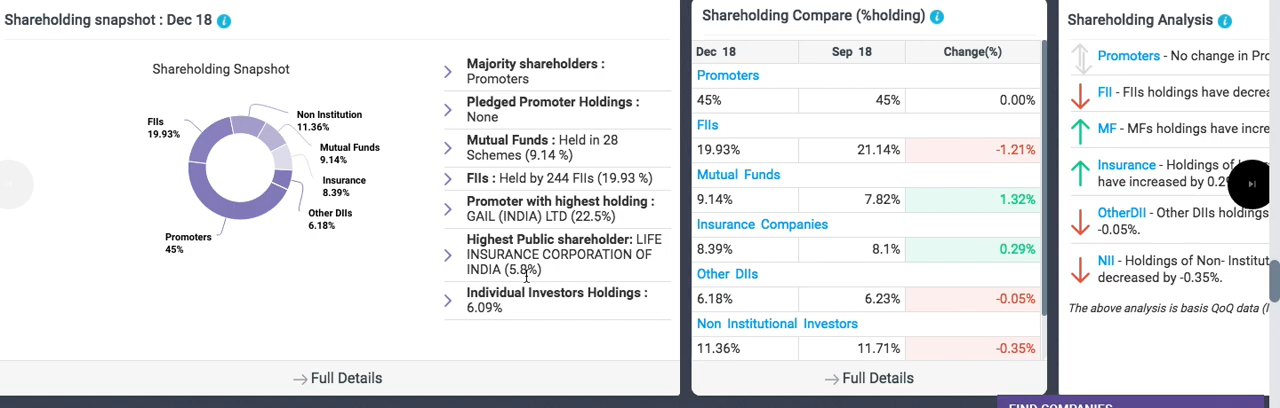 Shareholding snapshot : Dec 18
Shareholding Snapshot
FIIs
19.93%
Non Institution
11.36%
Mutual Funds
9.14%
Insurance
8.39%
Other DIIs
6.18%
Promoters
45%
Majority shareholders :
Promoters
Pledged Promoter Holdings :
None
Mutual Funds : Held in 28
Schemes (9.14 %)
FIIs : Held by 244 FIIs (19.93 %)
Promoter with highest holding :
GAIL (INDIA) LTD (22.5%)
Highest Public shareholder: LIFE
INSURANCE CORPORATION OF
INDIA (5.8%)
Individual Investors Holdings :
6.09%
→ Full Details
Shareholding Compare (%holding)
Dec 18 Sep 18 Change(%)
Promoters
45% 45% 0.00%
FIIs
19.93% 21.14% -1.21%
Mutual Funds
9.14% 7.82% 1.32%
Insurance Companies
8.39% 8.1% 0.29%
Other DIIs
6.18% 6.23% -0.05%
Non Institutional Investors
11.36% 11.71% -0.35%
→ Full Details
Shareholding Analysis
Promoters - No change in Pro
FII - FIIs holdings have decrea
MF - MFs holdings have incre
Insurance - Holdings of
have increased by 0.29
OtherDII - Other DIIs holdings
-0.05%.
NII - Holdings of Non- Institut
decreased by -0.35%.
The above analysis is basis QoQ data (
FIND COMPANIES